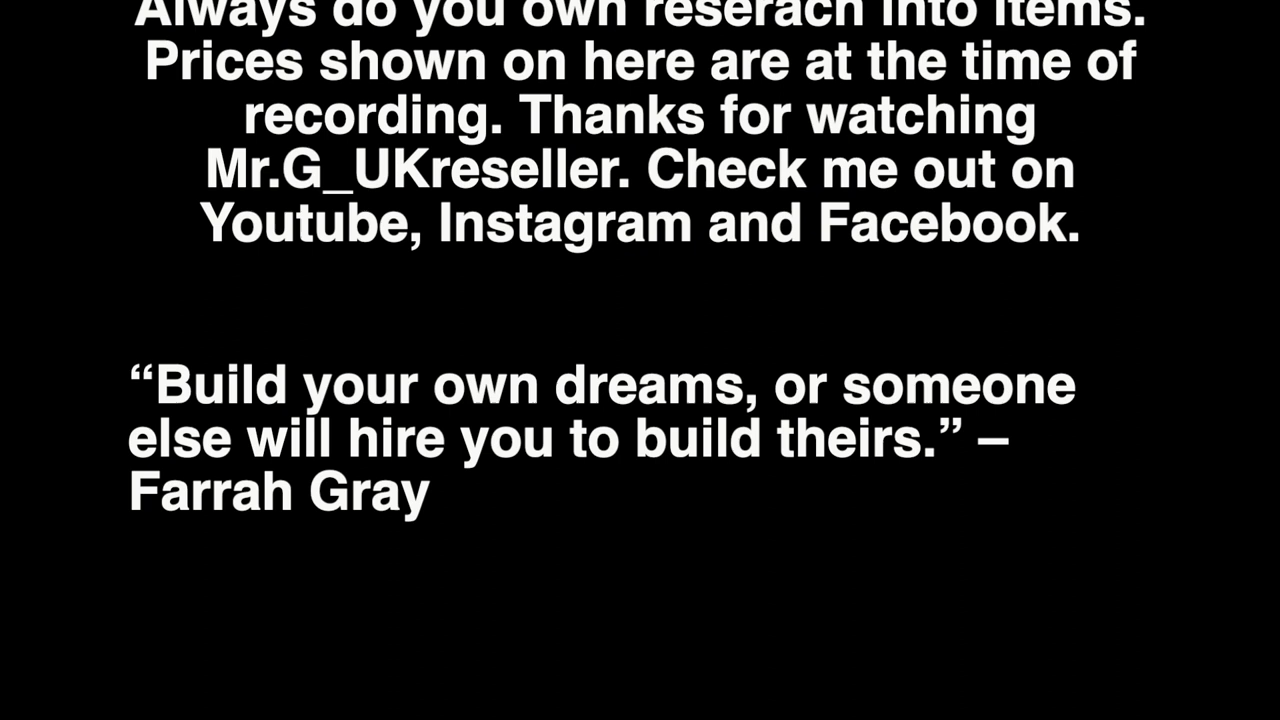 Always do you own reserach into items.
Prices shown on here are at the time of
recording. Thanks for watching
Mr.G_UKreseller. Check me out on
Youtube, Instagram and Facebook.
“Build your own dreams, or someone
else will hire you to build theirs.” –
Farrah Gray